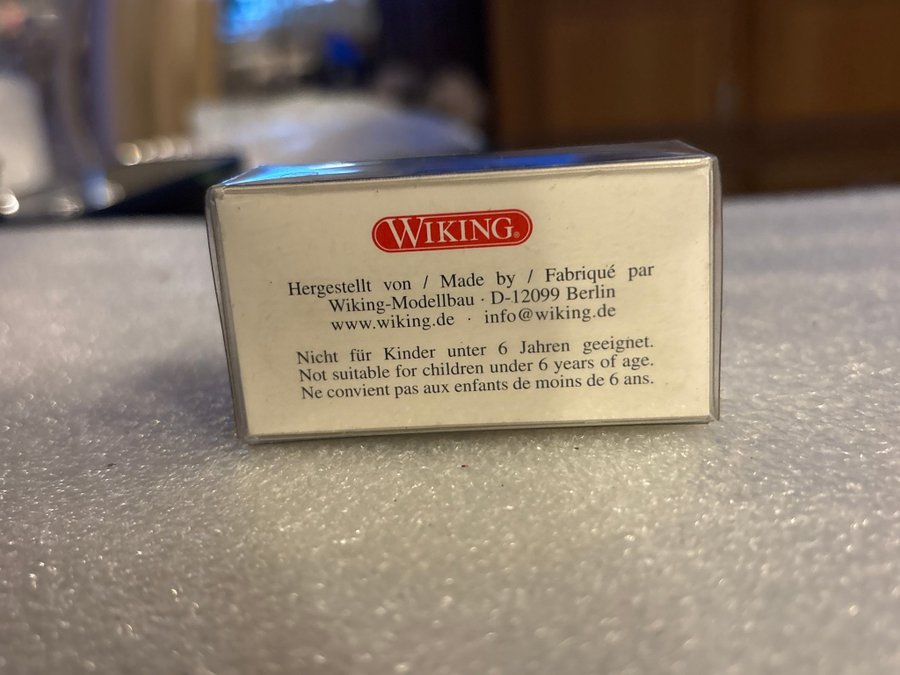 WIKING®
Hergestellt von / Made by / Fabriqué par
Wiking-Modellbau · D-12099 Berlin
www.wiking.de · info@wiking.de
Nicht für Kinder unter 6 Jahren geeignet.
Not suitable for children under 6 years of age.
Ne convient pas aux enfants de moins de 6 ans.